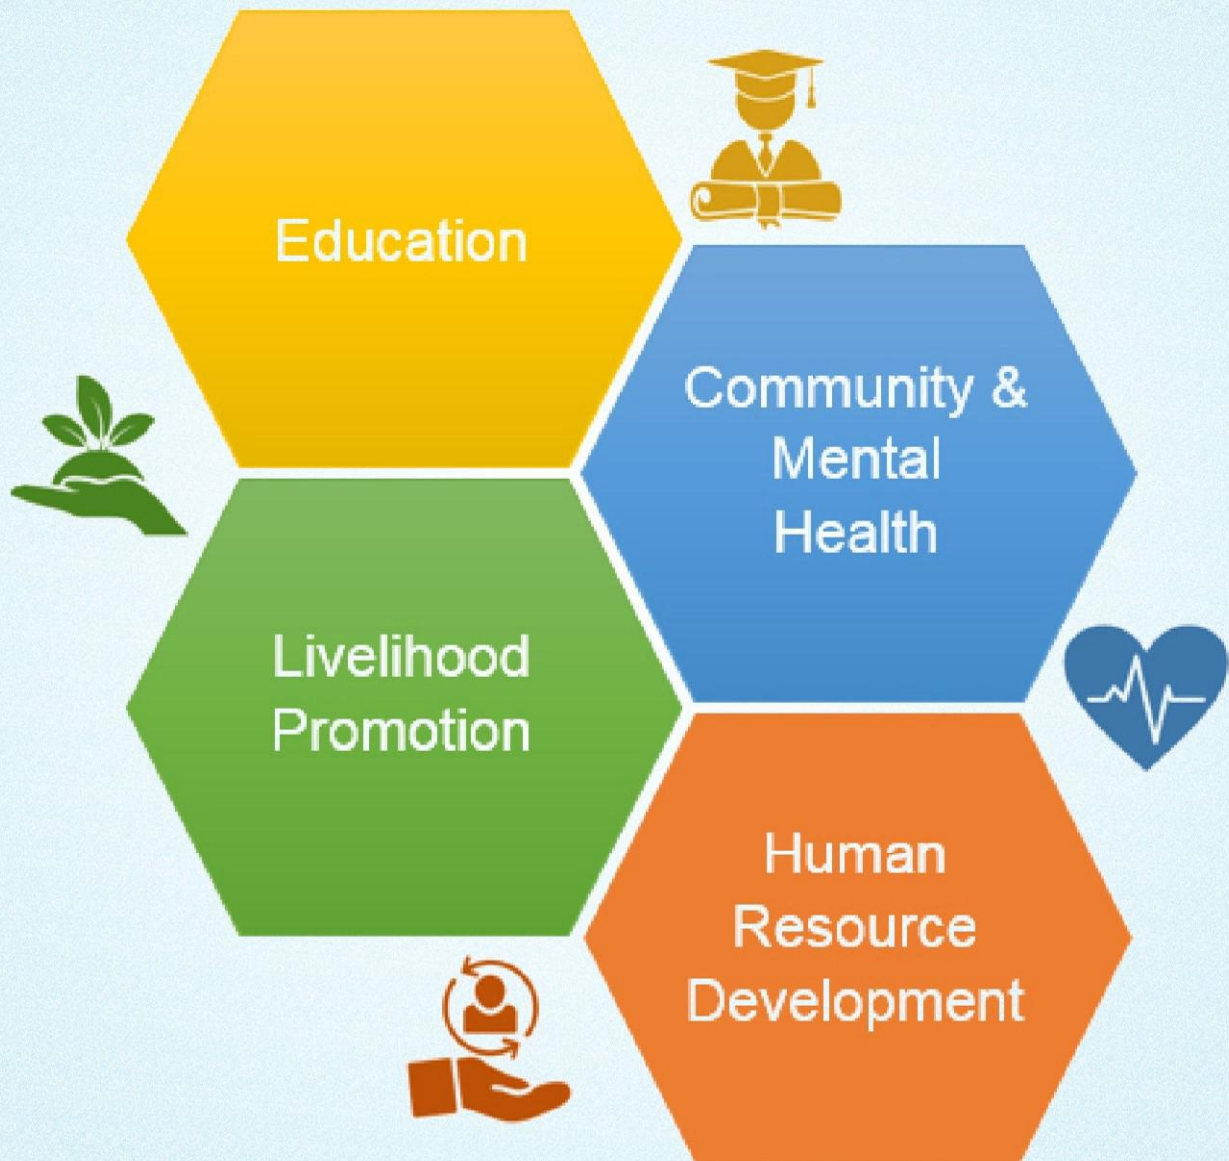 Education
Community &
Mental
Health
Livelihood
Promotion
Human
Resource
Development